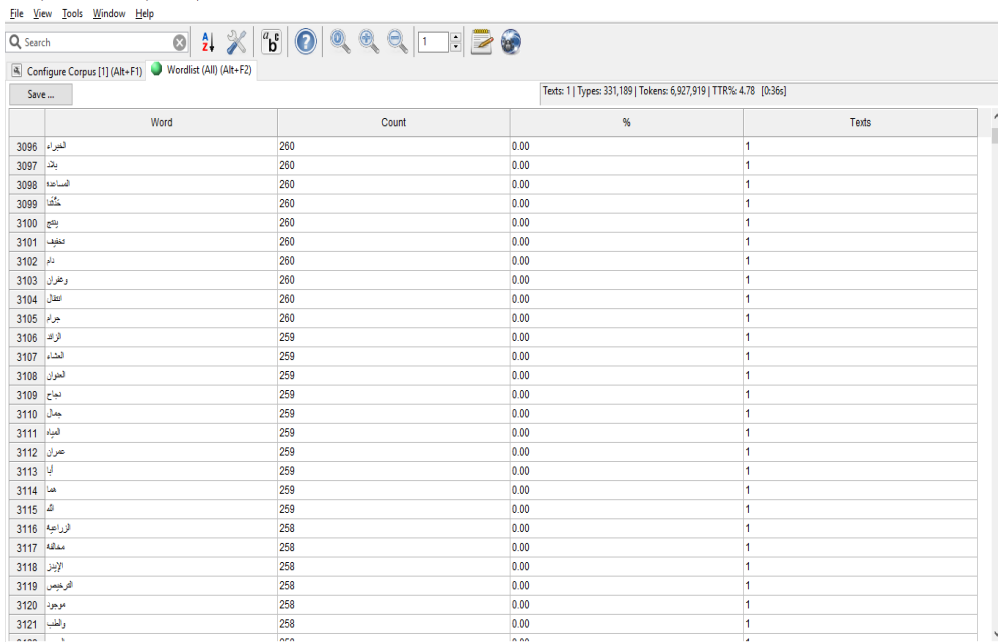 File View Tools Window Help
Search 1
Configure Corpus [1] (Alt+F1) Wordlist (All) (Alt+F2)
Save ... Texts: 1 | Types: 331,189 | Tokens: 6,927,919 | TTR%: 4.78 [0:36s]
Word Count % Texts
3096 الخبراء 260 0.00 1
3097 بلاد 260 0.00 1
3098 المساعده 260 0.00 1
3099 260 0.00 1
3100 ينتج 260 0.00 1
3101 تخفيف 260 0.00 1
3102 دام 260 0.00 1
3103 260 0.00 1
3104 انتقال 260 0.00 1
3105 جرام 260 0.00 1
3106 الزائد 259 0.00 1
3107 العشاء 259 0.00 1
3108 259 0.00 1
3109 نجاح 259 0.00 1
3110 جمال 259 0.00 1
3111 المياه 259 0.00 1
3112 عمران 259 0.00 1
3113 أبا 259 0.00 1
3114 هما 259 0.00 1
3115 259 0.00 1
3116 الزراعية 258 0.00 1
3117 مخالفة 258 0.00 1
3118 الإيدز 258 0.00 1
3119 الترخيص 258 0.00 1
3120 موجود 258 0.00 1
3121 والطب 258 0.00 1